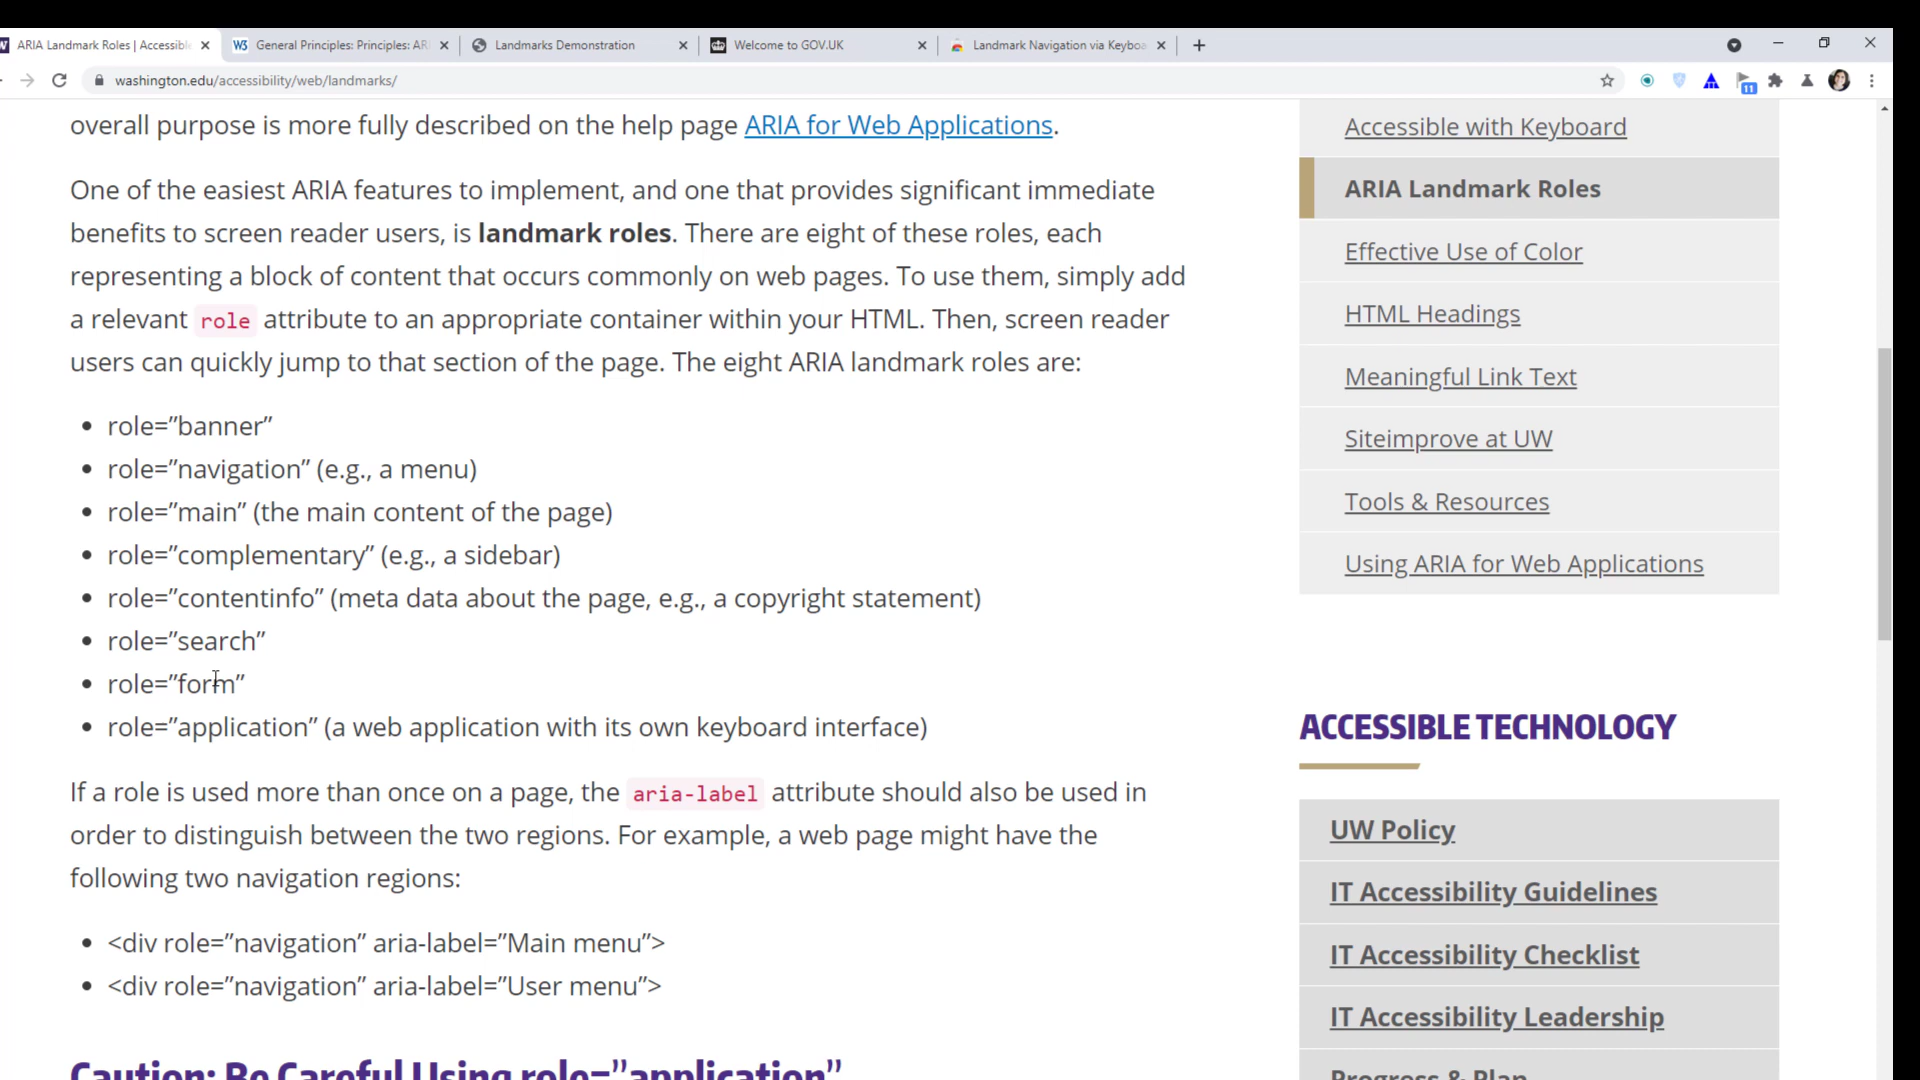 ARIA Landmark Roles | Accessible
General Principles: Principles: AR
Landmarks Demonstration
Welcome to GOV.UK
Landmark Navigation via Keyboa
washington.edu/accessibility/web/landmarks/
11
overall purpose is more fully described on the help page ARIA for Web Applications.
One of the easiest ARIA features to implement, and one that provides significant immediate
benefits to screen reader users, is landmark roles. There are eight of these roles, each
representing a block of content that occurs commonly on web pages. To use them, simply add
a relevant role attribute to an appropriate container within your HTML. Then, screen reader
users can quickly jump to that section of the page. The eight ARIA landmark roles are:
• role=”banner”
• role=”navigation” (e.g., a menu)
• role=”main” (the main content of the page)
• role=”complementary” (e.g., a sidebar)
• role=”contentinfo” (meta data about the page, e.g., a copyright statement)
• role=”search”
• role=”form”
• role=”application” (a web application with its own keyboard interface)
If a role is used more than once on a page, the aria-label attribute should also be used in
order to distinguish between the two regions. For example, a web page might have the
following two navigation regions:
• <div role=”navigation” aria-label=”Main menu”>
• <div role=”navigation” aria-label=”User menu”>
Caution: Be Careful Using role=”application”
Accessible with Keyboard
ARIA Landmark Roles
Effective Use of Color
HTML Headings
Meaningful Link Text
Siteimprove at UW
Tools & Resources
Using ARIA for Web Applications
ACCESSIBLE TECHNOLOGY
UW Policy
IT Accessibility Guidelines
IT Accessibility Checklist
IT Accessibility Leadership
Progress & Plan